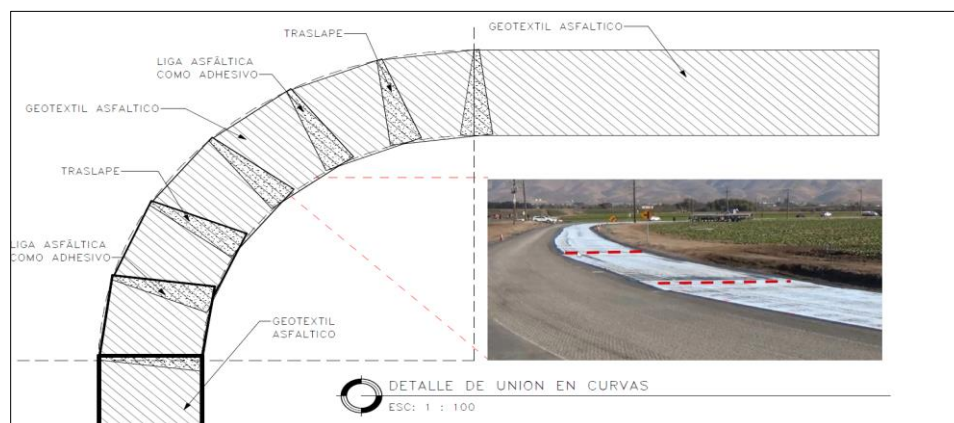 GEOTEXTIL ASFALTICO
TRASLAPE
LIGA ASFÁLTICA
COMO ADHESIVO
GEOTEXTIL ASFALTICO
TRASLAPE
LIGA ASFÁLTICA
COMO ADHESIVO
GEOTEXTIL
ASFALTICO
DETALLE DE UNION EN CURVAS
ESC: 1 : 100